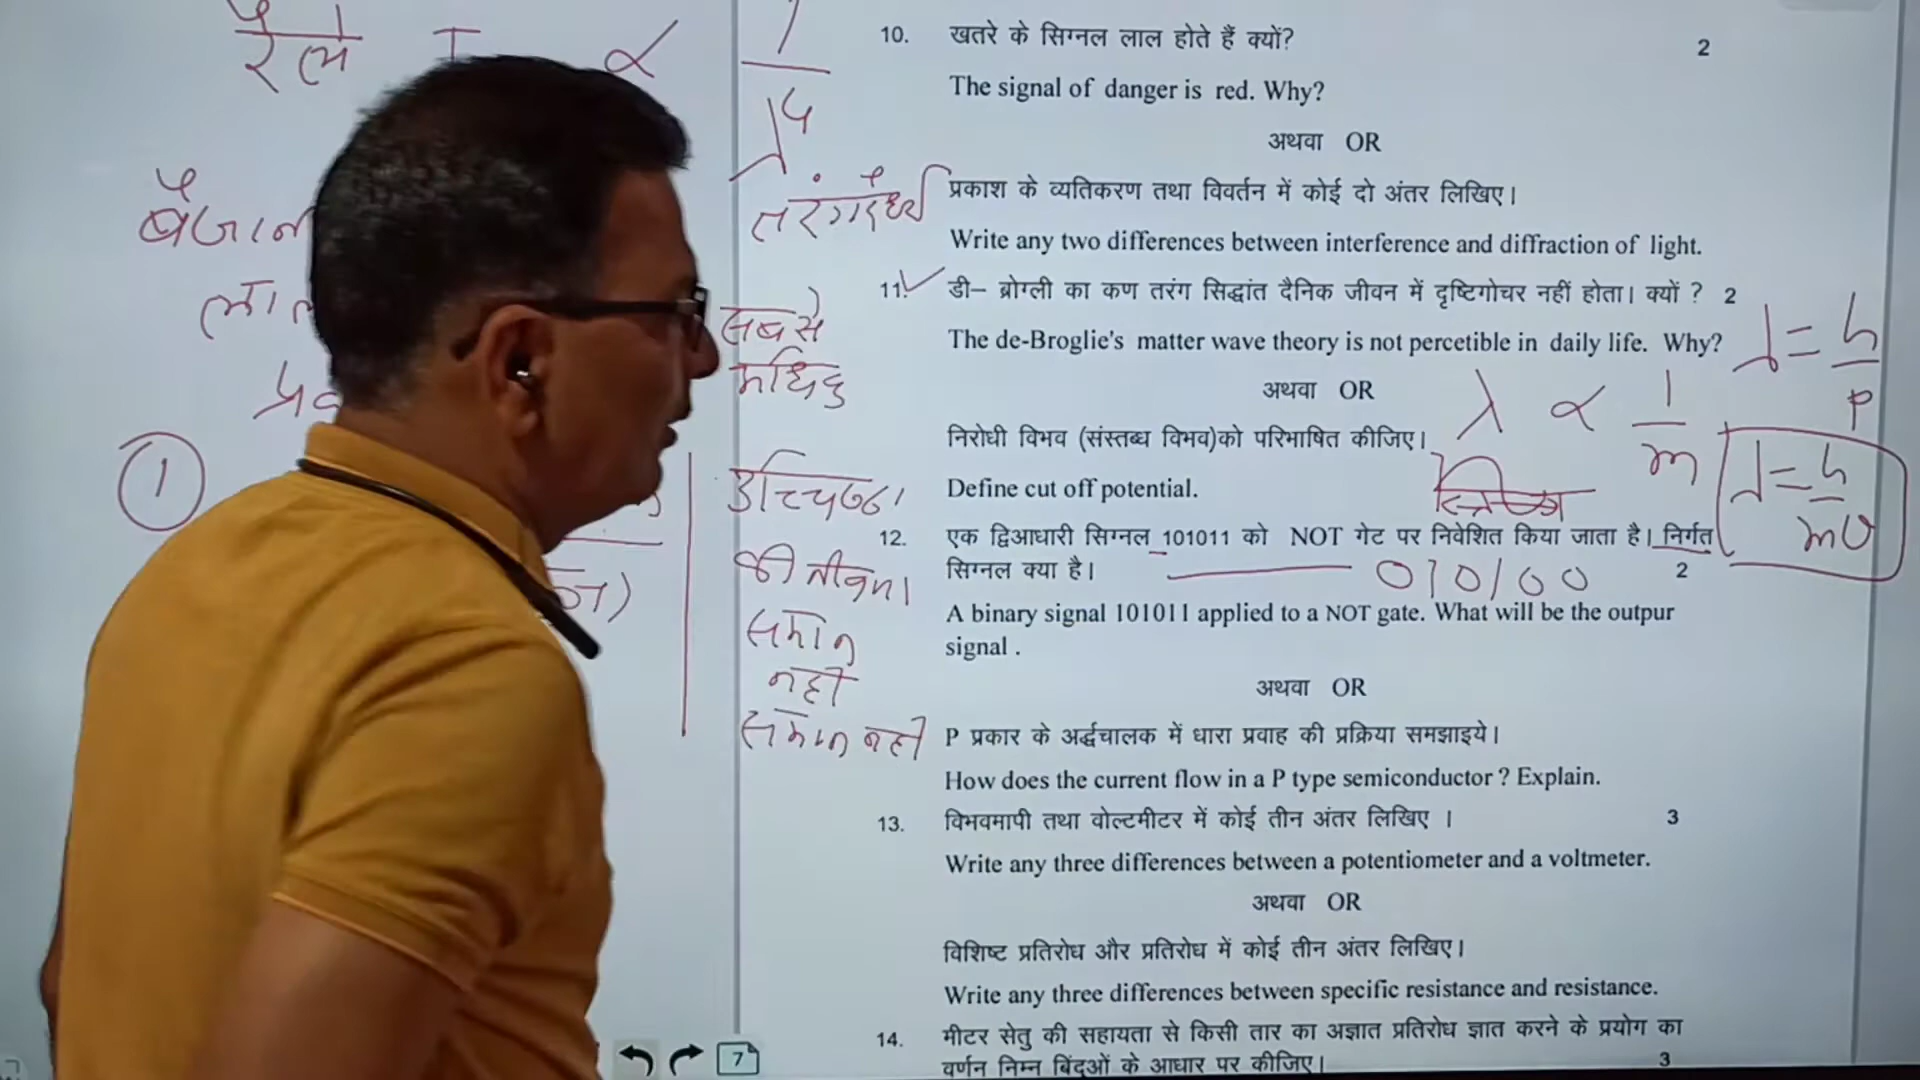 रैले I ∝ 1
λ4
बैजानी
तरंगदैर्ध्य
सबसे
1
उच्चिष्ठ
की तीव्रता
समान
नहीं
समान नहीं
10. खतरे के सिग्नल लाल होते हैं क्यों? 2
The signal of danger is red. Why?
अथवा OR
प्रकाश के व्यतिकरण तथा विवर्तन में कोई दो अंतर लिखिए।
Write any two differences between interference and diffraction of light.
11. डी– ब्रोग्ली का कण तरंग सिद्धांत दैनिक जीवन में दृष्टिगोचर नहीं होता। क्यों ? 2
The de-Broglie's matter wave theory is not percetible in daily life. Why?
λ = h
p
अथवा OR
λ ∝ 1
m
निरोधी विभव (संस्तब्ध विभव)को परिभाषित कीजिए।
λ = h
mv
Define cut off potential.
12. एक द्विआधारी सिग्नल 101011 को NOT गेट पर निवेशित किया जाता है। निर्गत
सिग्नल क्या है। 010100 2
A binary signal 101011 applied to a NOT gate. What will be the outpur
signal .
अथवा OR
P प्रकार के अर्द्धचालक में धारा प्रवाह की प्रक्रिया समझाइये।
How does the current flow in a P type semiconductor ? Explain.
13. विभवमापी तथा वोल्टमीटर में कोई तीन अंतर लिखिए । 3
Write any three differences between a potentiometer and a voltmeter.
अथवा OR
विशिष्ट प्रतिरोध और प्रतिरोध में कोई तीन अंतर लिखिए।
Write any three differences between specific resistance and resistance.
14. मीटर सेतु की सहायता से किसी तार का अज्ञात प्रतिरोध ज्ञात करने के प्रयोग का
वर्णन निम्न बिंदुओं के आधार पर कीजिए। 3
7